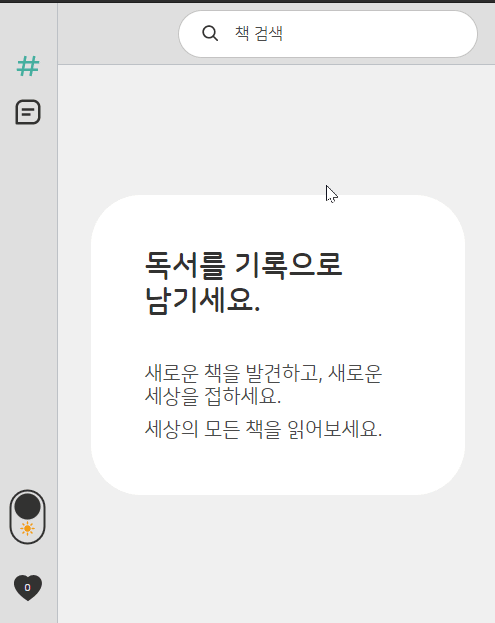 책 검색
#
독서를 기록으로
남기세요.
새로운 책을 발견하고, 새로운
세상을 접하세요.
세상의 모든 책을 읽어보세요.
0